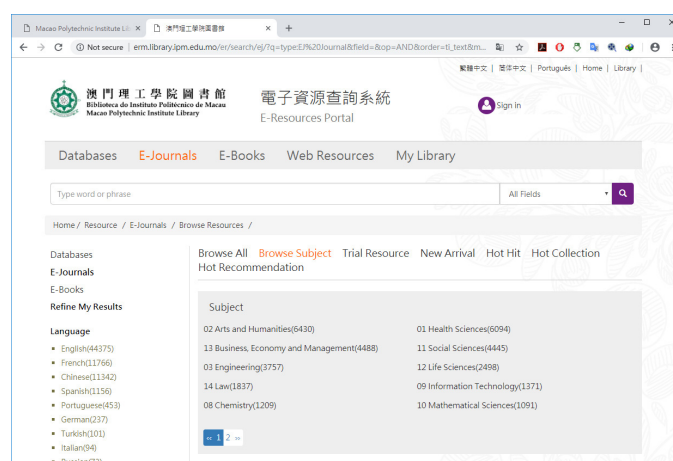 Macao Polytechnic Institute Li
澳門理工學院圖書館
Not secure | erm.library.ipm.edu.mo/er/search/ej/?q=type:EJ%20Journal&field=&op=AND&order=ti_text&m...
繁體中文 | 简体中文 | Português | Home | Library |
澳門理工學院圖書館
Biblioteca do Instituto Politécnico de Macau
Macao Polytechnic Institute Library
電子資源查詢系統
E-Resources Portal
Sign in
Databases E-Journals E-Books Web Resources My Library
Type word or phrase
All Fields
Home / Resource / E-Journals / Browse Resources /
Databases
E-Journals
E-Books
Refine My Results
Language
English(44375)
French(11766)
Chinese(11342)
Spanish(1156)
Portuguese(453)
German(237)
Turkish(101)
Italian(94)
Browse All Browse Subject Trial Resource New Arrival Hot Hit Hot Collection
Hot Recommendation
Subject
02 Arts and Humanities(6430) 01 Health Sciences(6094)
13 Business, Economy and Management(4488) 11 Social Sciences(4445)
03 Engineering(3757) 12 Life Sciences(2498)
14 Law(1837) 09 Information Technology(1371)
08 Chemistry(1209) 10 Mathematical Sciences(1091)
« 1 2 »